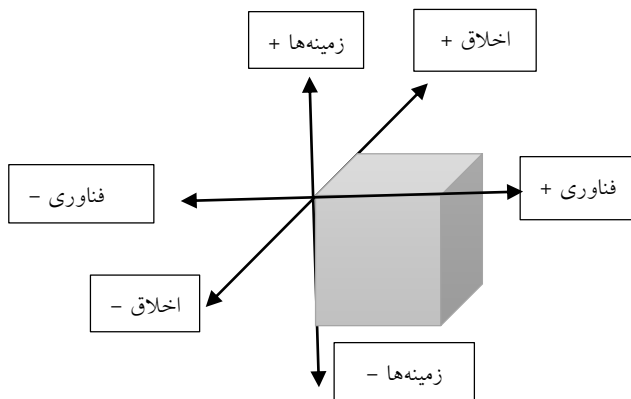 زمینه‌ها +
اخلاق +
فناوری +
فناوری –
اخلاق –
زمینه‌ها –